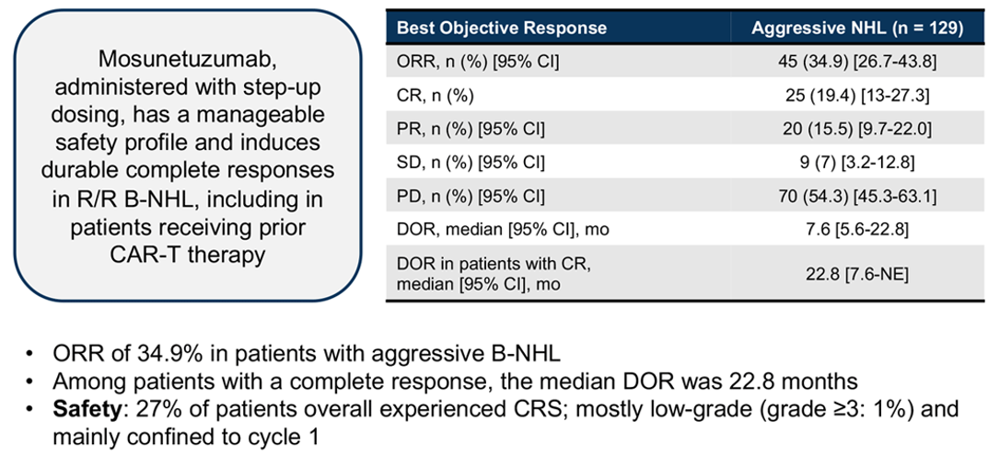 Mosunetuzumab,
administered with step-up
dosing, has a manageable
safety profile and induces
durable complete responses
in R/R B-NHL, including in
patients receiving prior
CAR-T therapy
Best Objective Response Aggressive NHL (n = 129)
ORR, n (%) [95% CI] 45 (34.9) [26.7-43.8]
CR, n (%) 25 (19.4) [13-27.3]
PR, n (%) [95% CI] 20 (15.5) [9.7-22.0]
SD, n (%) [95% CI] 9 (7) [3.2-12.8]
PD, n (%) [95% CI] 70 (54.3) [45.3-63.1]
DOR, median [95% CI], mo 7.6 [5.6-22.8]
DOR in patients with CR,
median [95% CI], mo 22.8 [7.6-NE]
• ORR of 34.9% in patients with aggressive B-NHL
• Among patients with a complete response, the median DOR was 22.8 months
• Safety: 27% of patients overall experienced CRS; mostly low-grade (grade ≥3: 1%) and
mainly confined to cycle 1